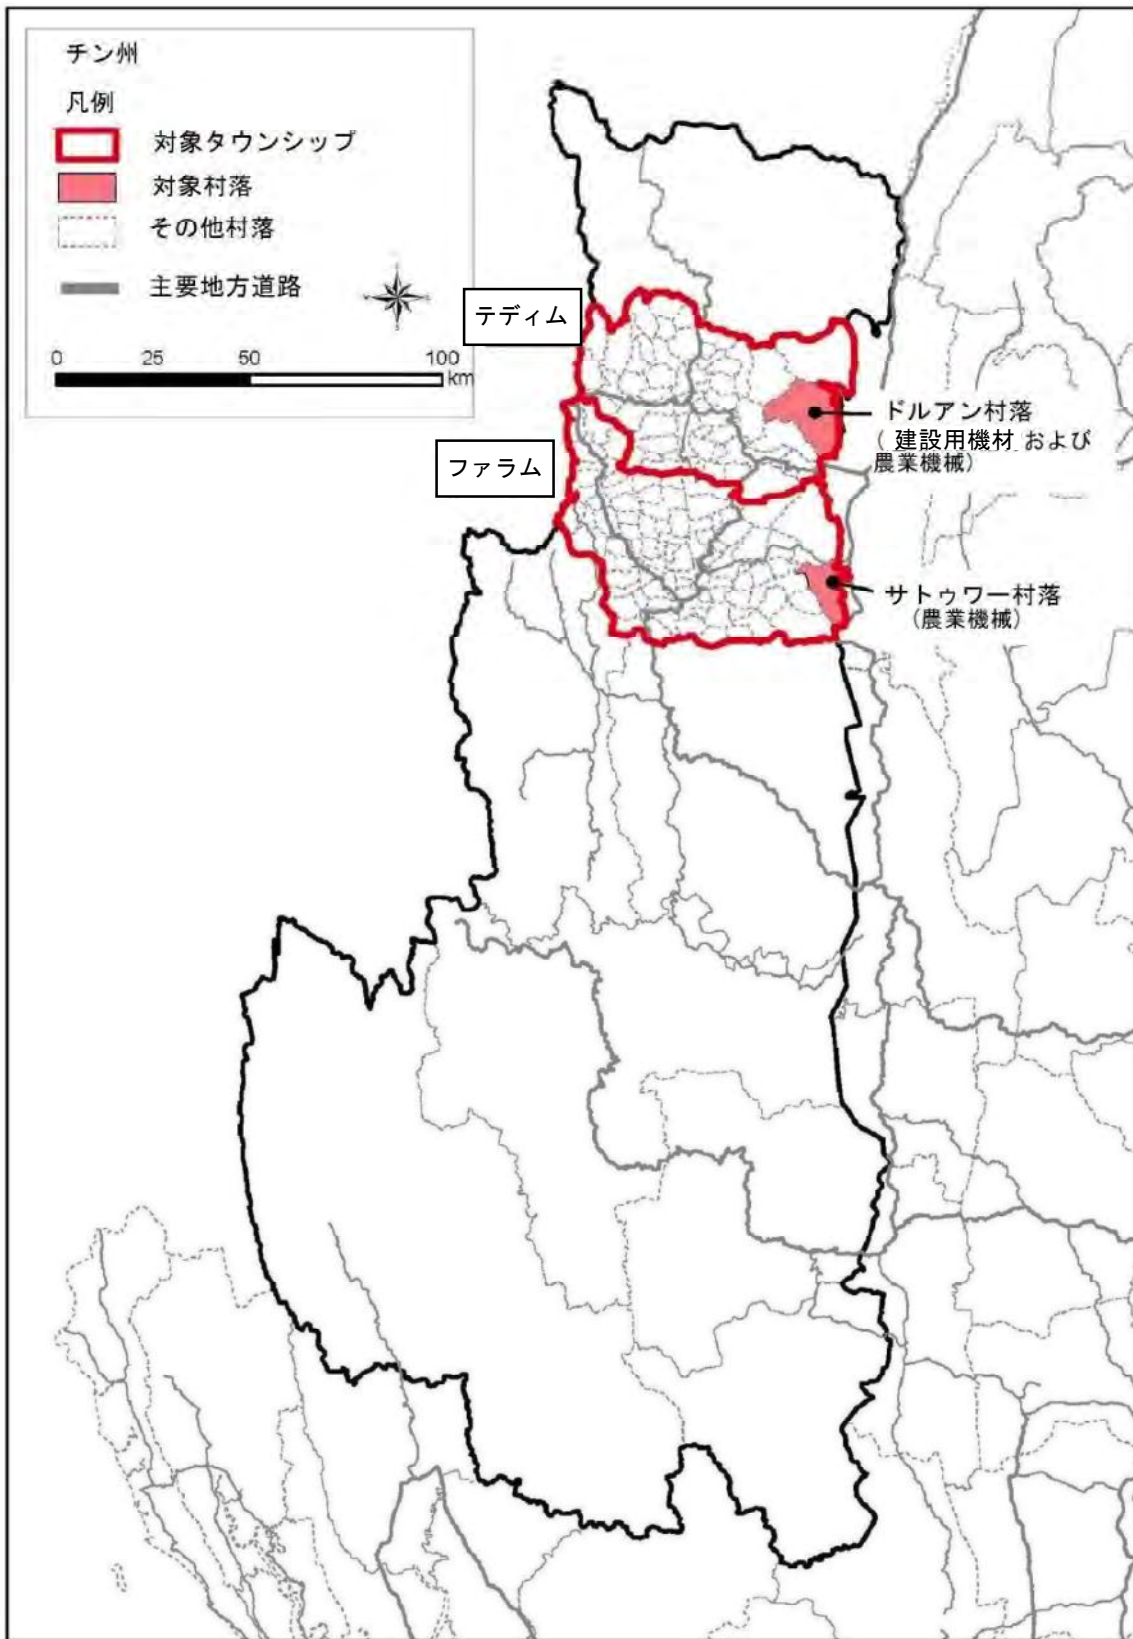 チン州
凡例
対象タウンシップ
対象村落
その他村落
主要地方道路
0 25 50 100
km
テディム
ドルアン村落
( 建設用機材 および
農業機械)
ファラム
サトゥワー村落
(農業機械)